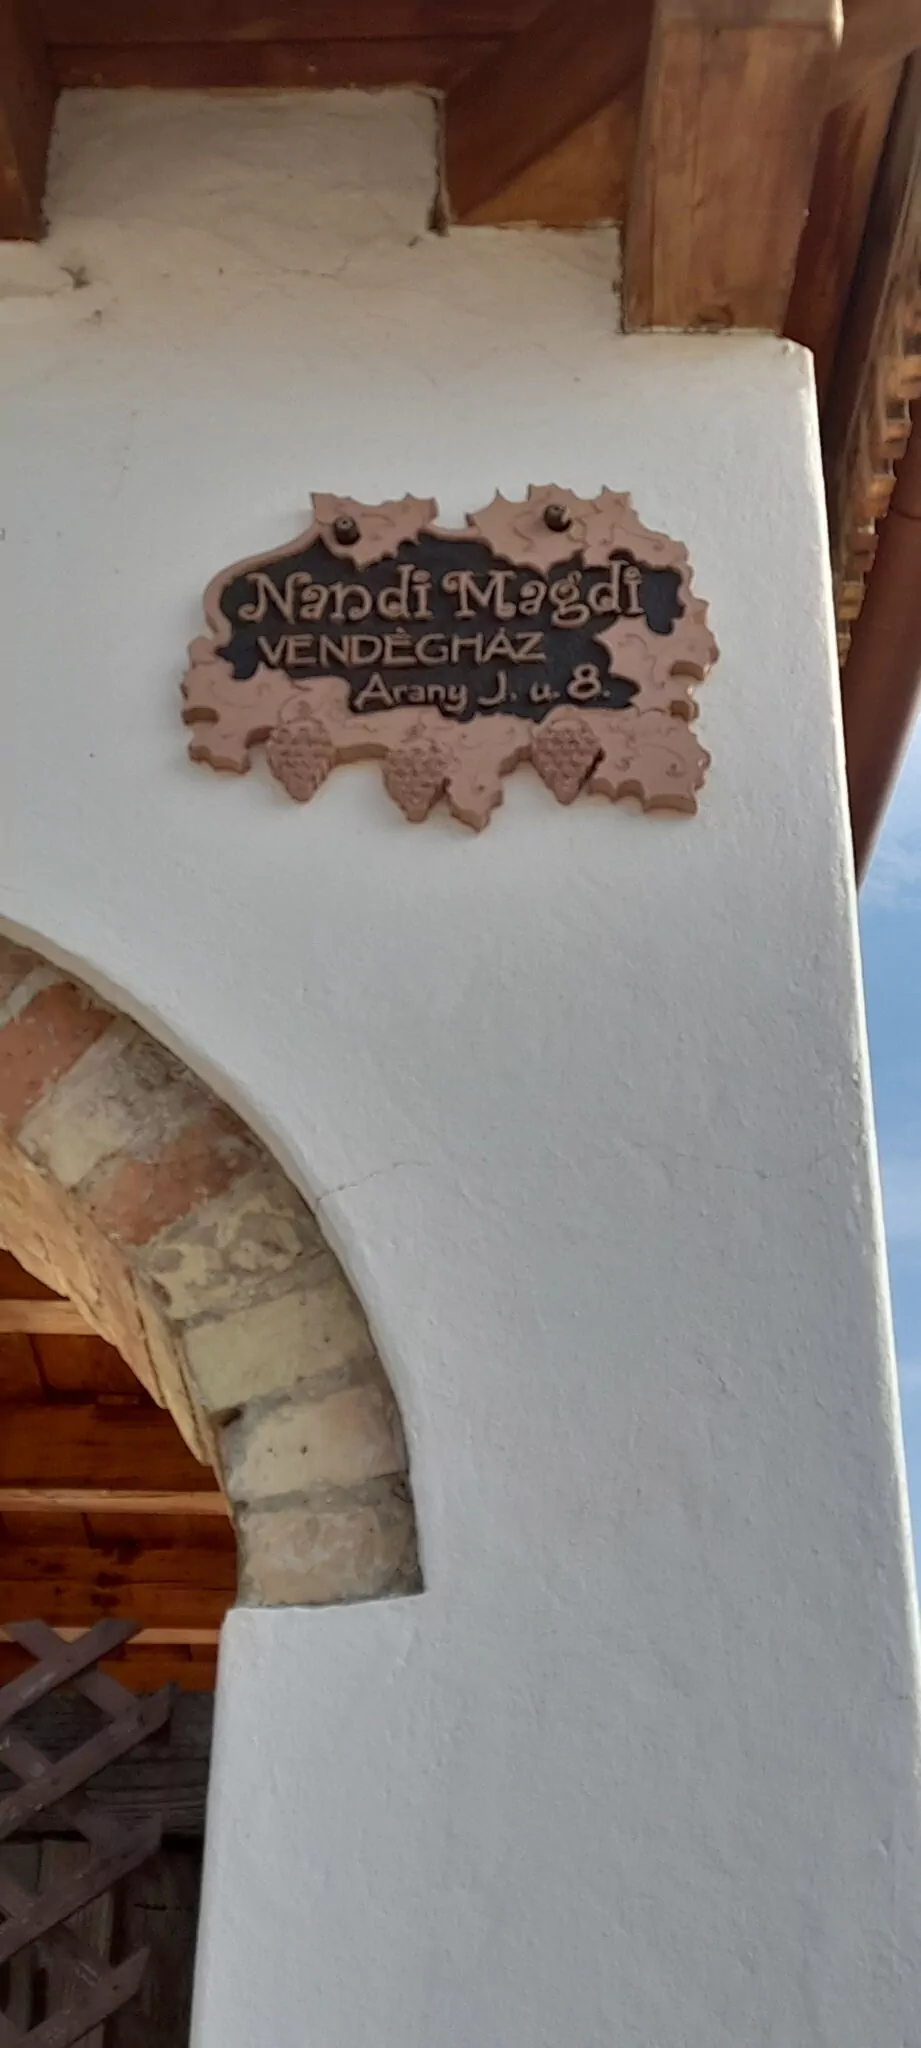 Nandi Magdi
VENDÉGHÁZ
Arany J. u. 8.